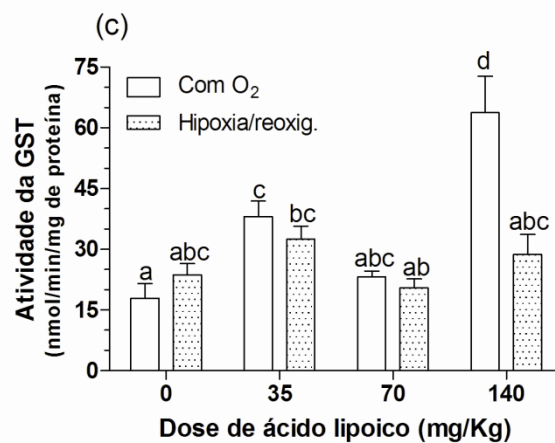 (c)
Atividade da GST
(nmol/min/mg de proteína)
75
60
45
30
15
0
Com O₂
Hipoxia/reoxig.
a
abc
c
bc
abc
ab
d
abc
0
35
70
140
Dose de ácido lipoico (mg/Kg)